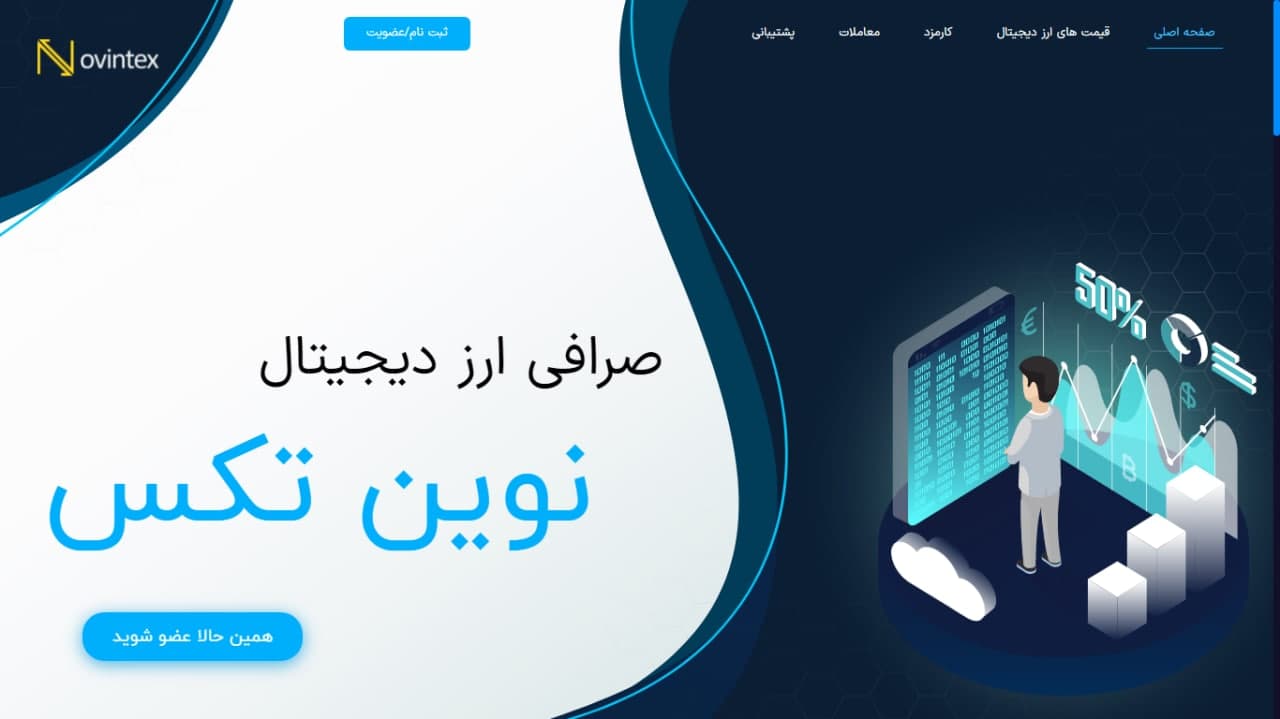 صفحه اصلی
قیمت های ارز دیجیتال
کارمزد
معاملات
پشتیبانی
ثبت نام/عضویت
Novintex
50%
صرافی ارز دیجیتال
نوین تکس
همین حالا عضو شوید